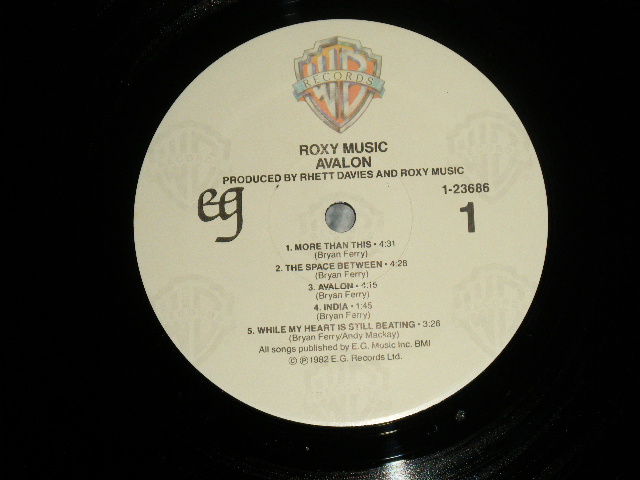 RECORDS
ROXY MUSIC
AVALON
PRODUCED BY RHETT DAVIES AND ROXY MUSIC
eg
1-23686
1
1. MORE THAN THIS • 4:31
(Bryan Ferry)
2. THE SPACE BETWEEN • 4:28
(Bryan Ferry)
3. AVALON • 4:15
(Bryan Ferry)
4. INDIA • 1:45
(Bryan Ferry)
5. WHILE MY HEART IS STILL BEATING • 3:26
(Bryan Ferry/Andy Mackay)
All songs published by E.G. Music Inc. BMI
© ℗ 1982 E.G. Records Ltd.